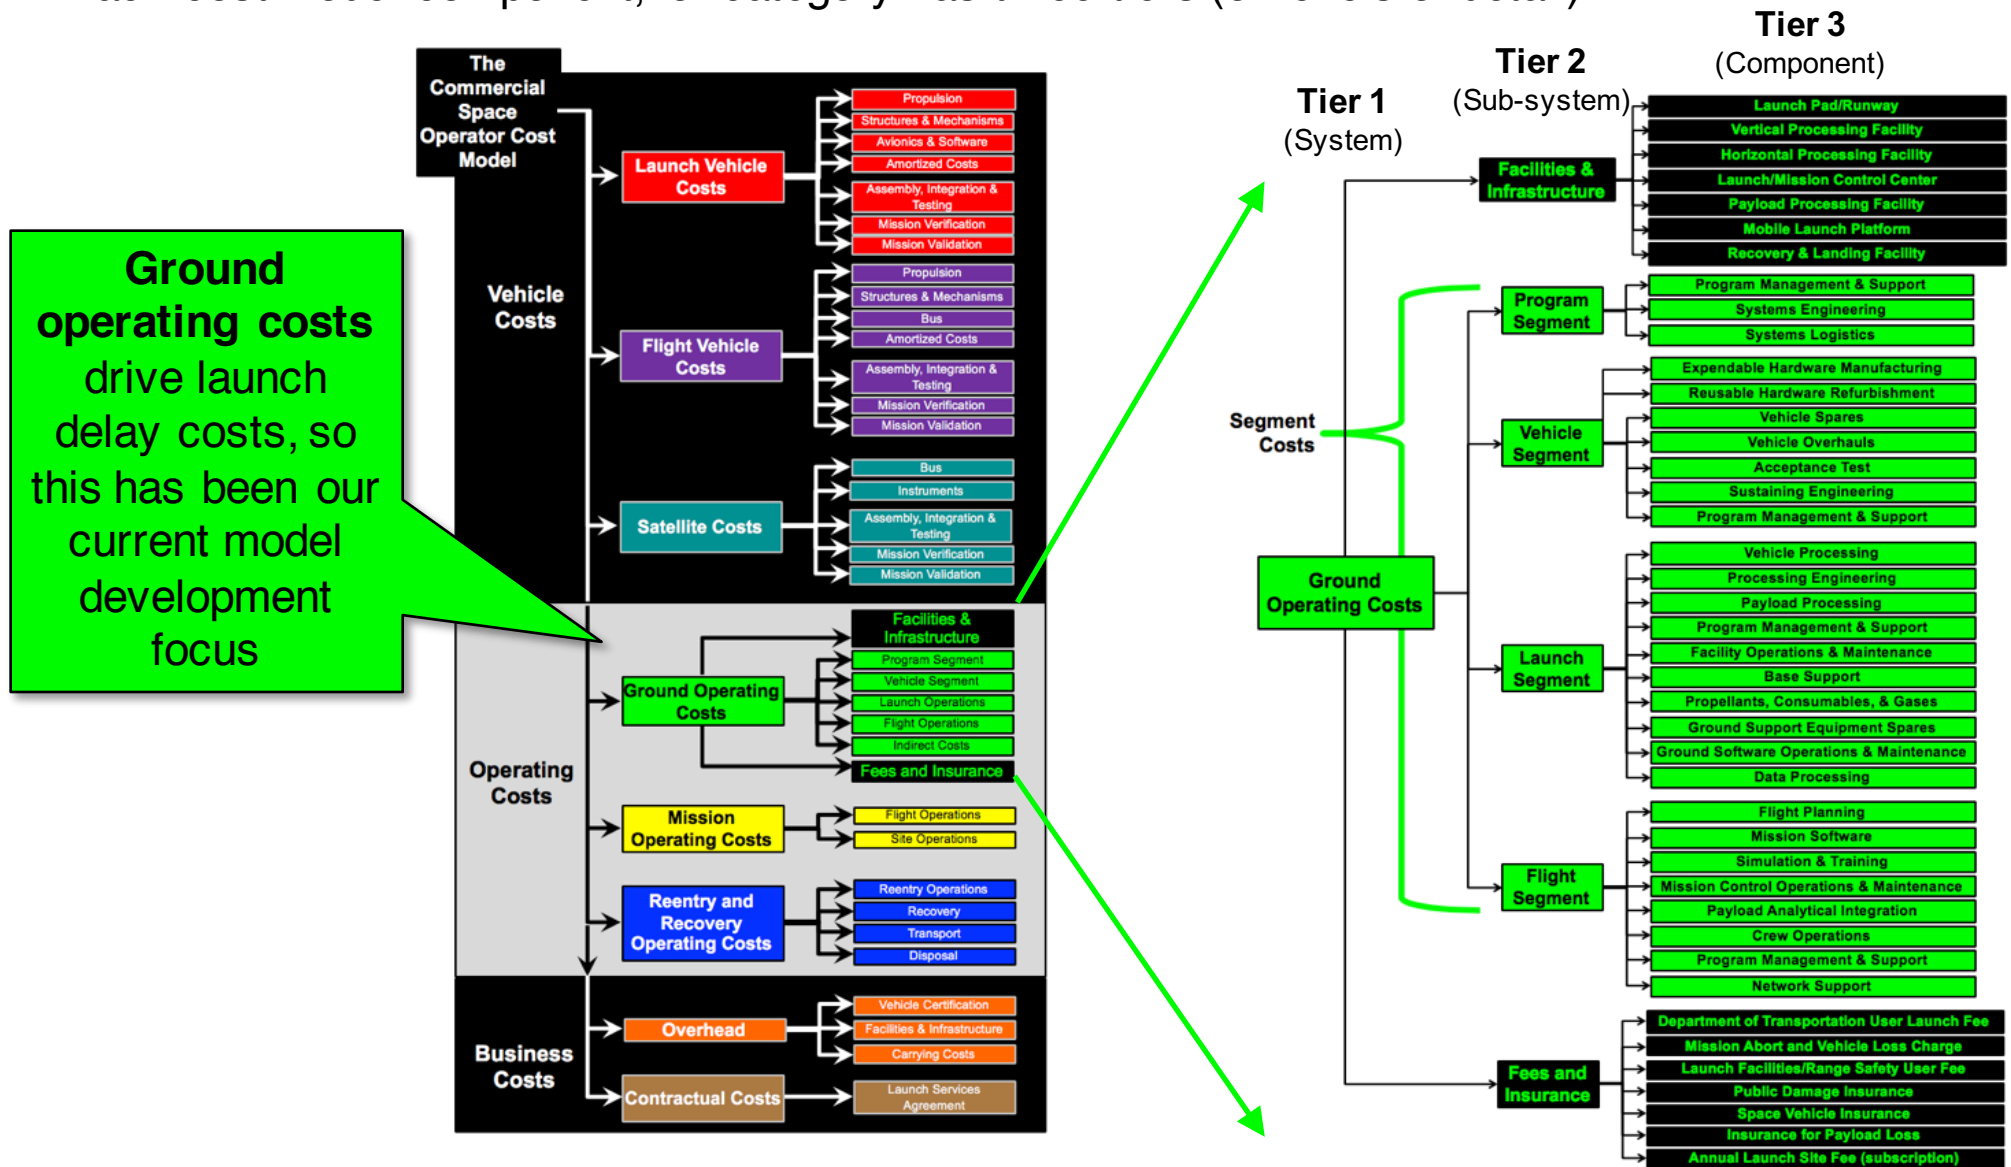 The
Commercial
Space
Operator Cost
Model
Vehicle
Costs
Launch Vehicle
Costs
Propulsion
Structures & Mechanisms
Avionics & Software
Amortized Costs
Assembly, Integration &
Testing
Mission Verification
Mission Validation
Flight Vehicle
Costs
Propulsion
Structures & Mechanisms
Bus
Amortized Costs
Assembly, Integration &
Testing
Mission Verification
Mission Validation
Satellite Costs
Bus
Instruments
Assembly, Integration &
Testing
Mission Verification
Mission Validation
Ground
operating costs
drive launch
delay costs, so
this has been our
current model
development
focus
Operating
Costs
Ground Operating
Costs
Facilities &
Infrastructure
Program Segment
Vehicle Segment
Launch Operations
Flight Operations
Indirect Costs
Fees and Insurance
Mission
Operating Costs
Flight Operations
Site Operations
Reentry and
Recovery
Operating Costs
Reentry Operations
Recovery
Transport
Disposal
Business
Costs
Overhead
Vehicle Certification
Facilities & Infrastructure
Carrying Costs
Contractual Costs
Launch Services
Agreement
Tier 1
(System)
Tier 2
(Sub-system)
Tier 3
(Component)
Ground
Operating Costs
Segment
Costs
Facilities &
Infrastructure
Launch Pad/Runway
Vertical Processing Facility
Horizontal Processing Facility
Launch/Mission Control Center
Payload Processing Facility
Mobile Launch Platform
Recovery & Landing Facility
Program
Segment
Program Management & Support
Systems Engineering
Systems Logistics
Vehicle
Segment
Expendable Hardware Manufacturing
Reusable Hardware Refurbishment
Vehicle Spares
Vehicle Overhauls
Acceptance Test
Sustaining Engineering
Program Management & Support
Launch
Segment
Vehicle Processing
Processing Engineering
Payload Processing
Program Management & Support
Facility Operations & Maintenance
Base Support
Propellants, Consumables, & Gases
Ground Support Equipment Spares
Ground Software Operations & Maintenance
Data Processing
Flight
Segment
Flight Planning
Mission Software
Simulation & Training
Mission Control Operations & Maintenance
Payload Analytical Integration
Crew Operations
Program Management & Support
Network Support
Fees and
Insurance
Department of Transportation User Launch Fee
Mission Abort and Vehicle Loss Charge
Launch Facilities/Range Safety User Fee
Public Damage Insurance
Space Vehicle Insurance
Insurance for Payload Loss
Annual Launch Site Fee (subscription)